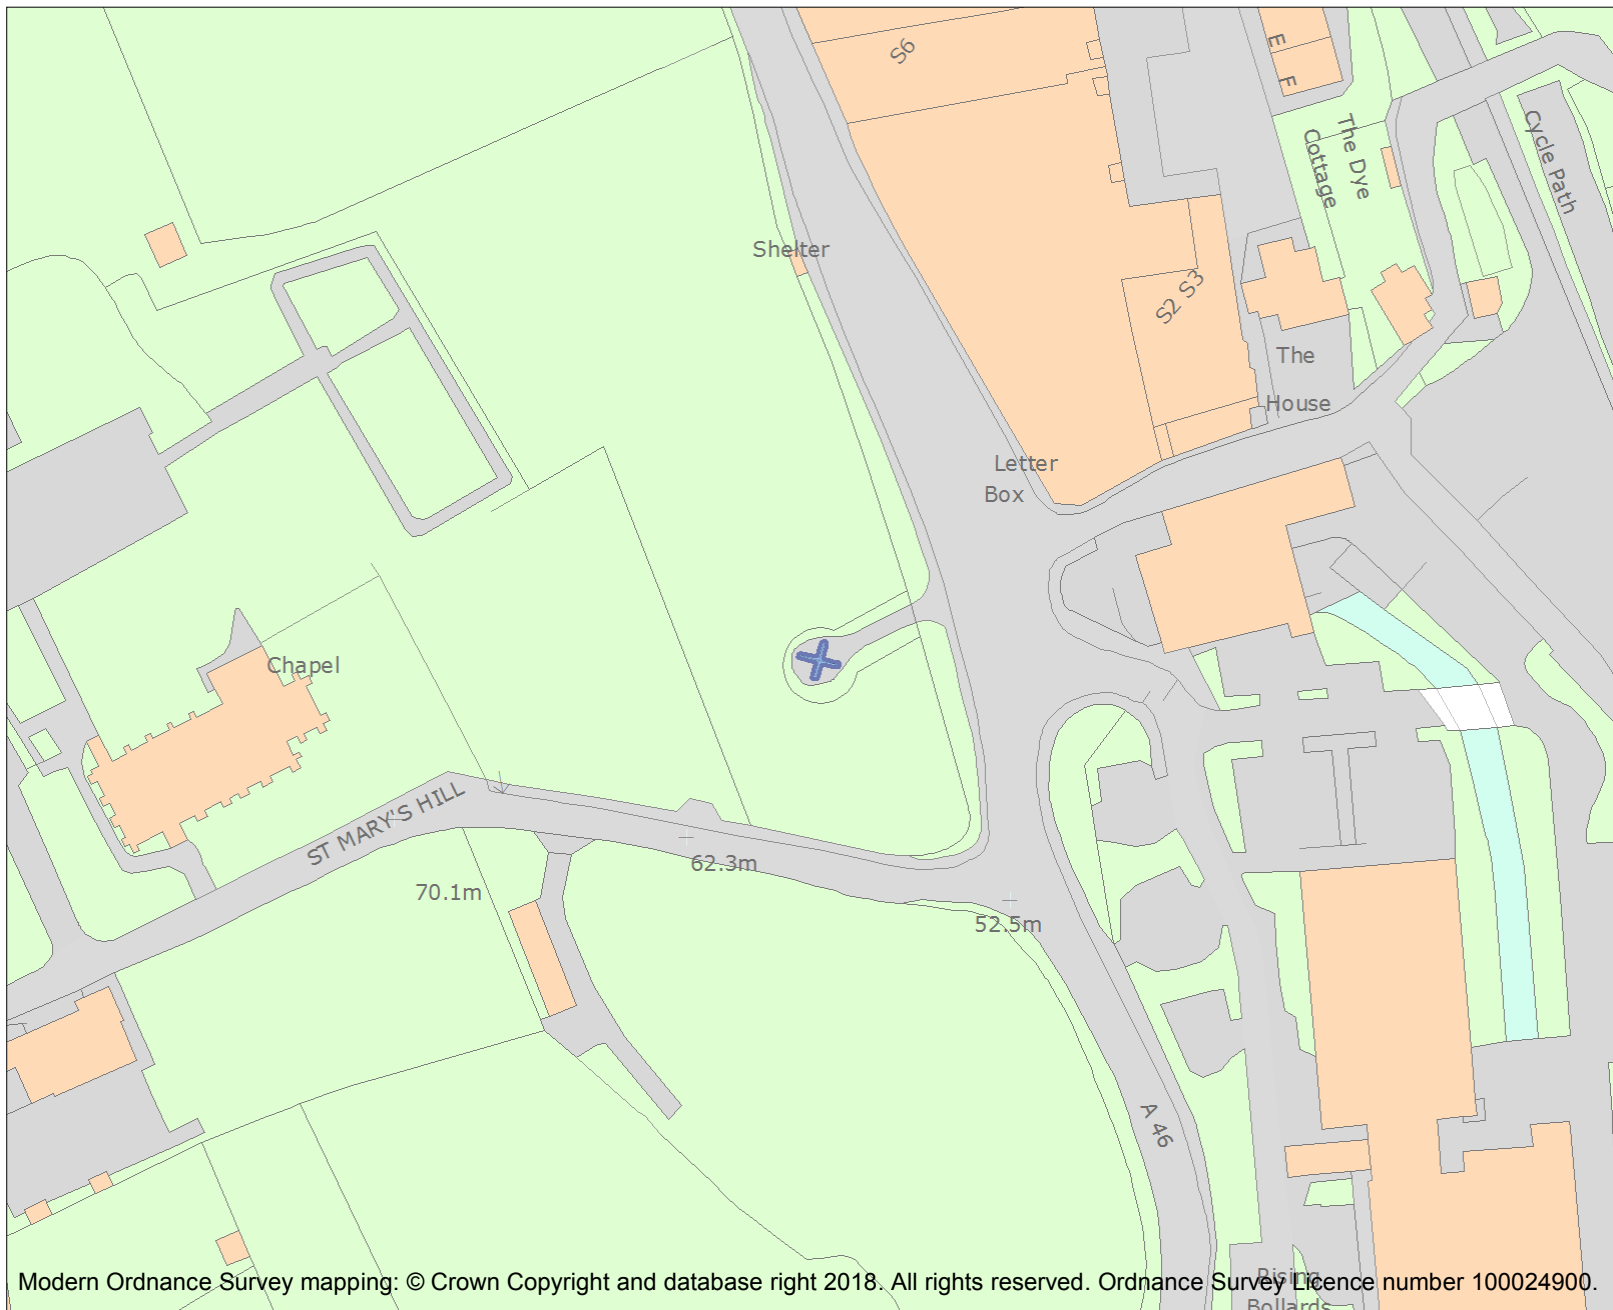 S6
E
F
The Dye
Cottage
Cycle Path
Shelter
S2 S3
The
House
Letter
Box
Chapel
ST MARY'S HILL
62.3m
70.1m
52.5m
A 46
Rising
Bollards
Modern Ordnance Survey mapping: © Crown Copyright and database right 2018. All rights reserved. Ordnance Survey Licence number 100024900.